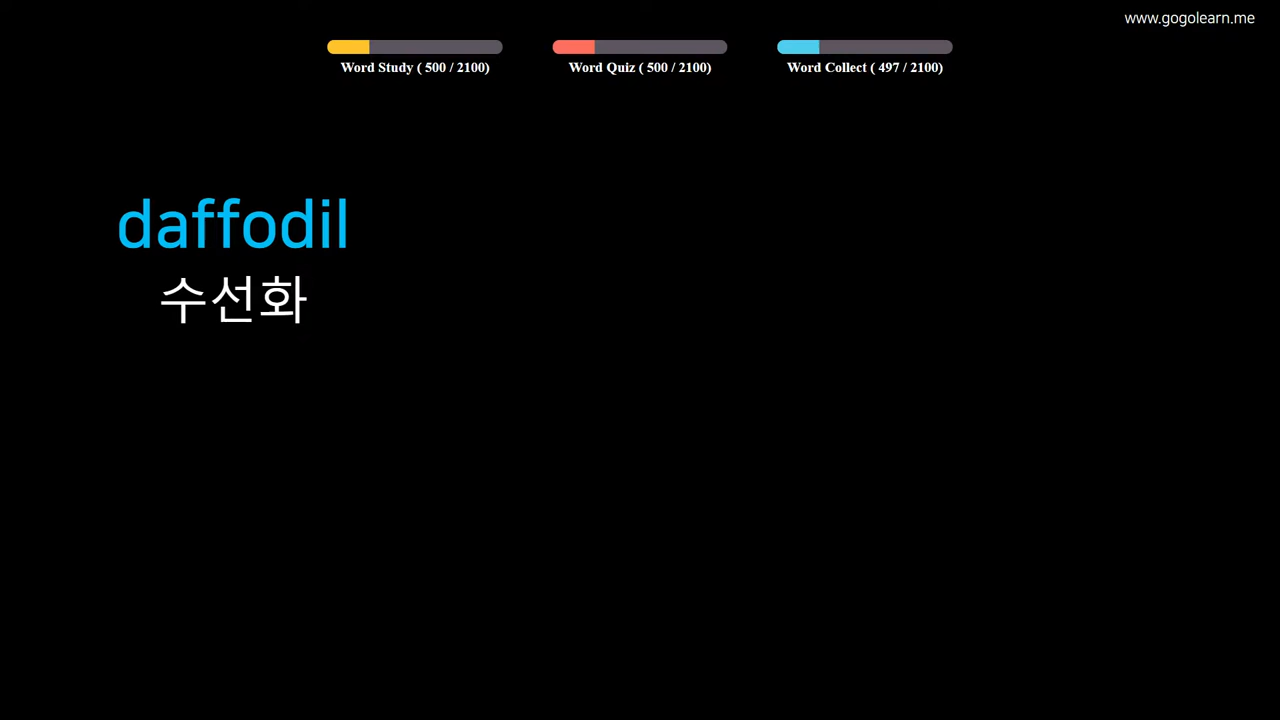 www.gogolearn.me
Word Study ( 500 / 2100)
Word Quiz ( 500 / 2100)
Word Collect ( 497 / 2100)
daffodil
수선화